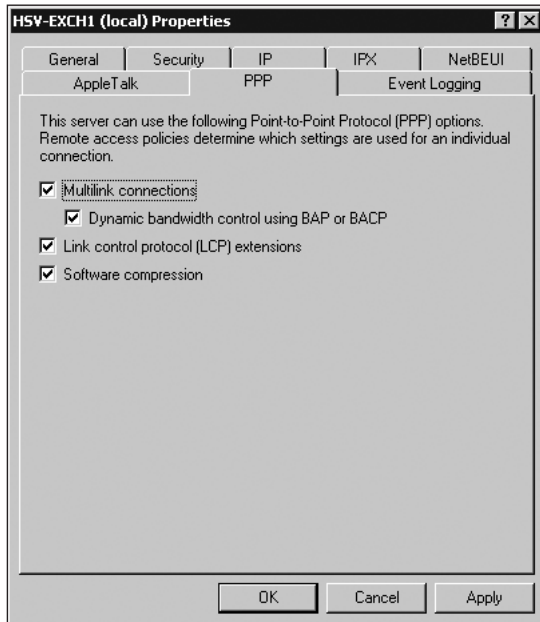 HSV-EXCH1 (local) Properties
General Security IP IPX NetBEUI
AppleTalk PPP Event Logging
This server can use the following Point-to-Point Protocol (PPP) options.
Remote access policies determine which settings are used for an individual
connection.
Multilink connections
Dynamic bandwidth control using BAP or BACP
Link control protocol (LCP) extensions
Software compression
OK Cancel Apply